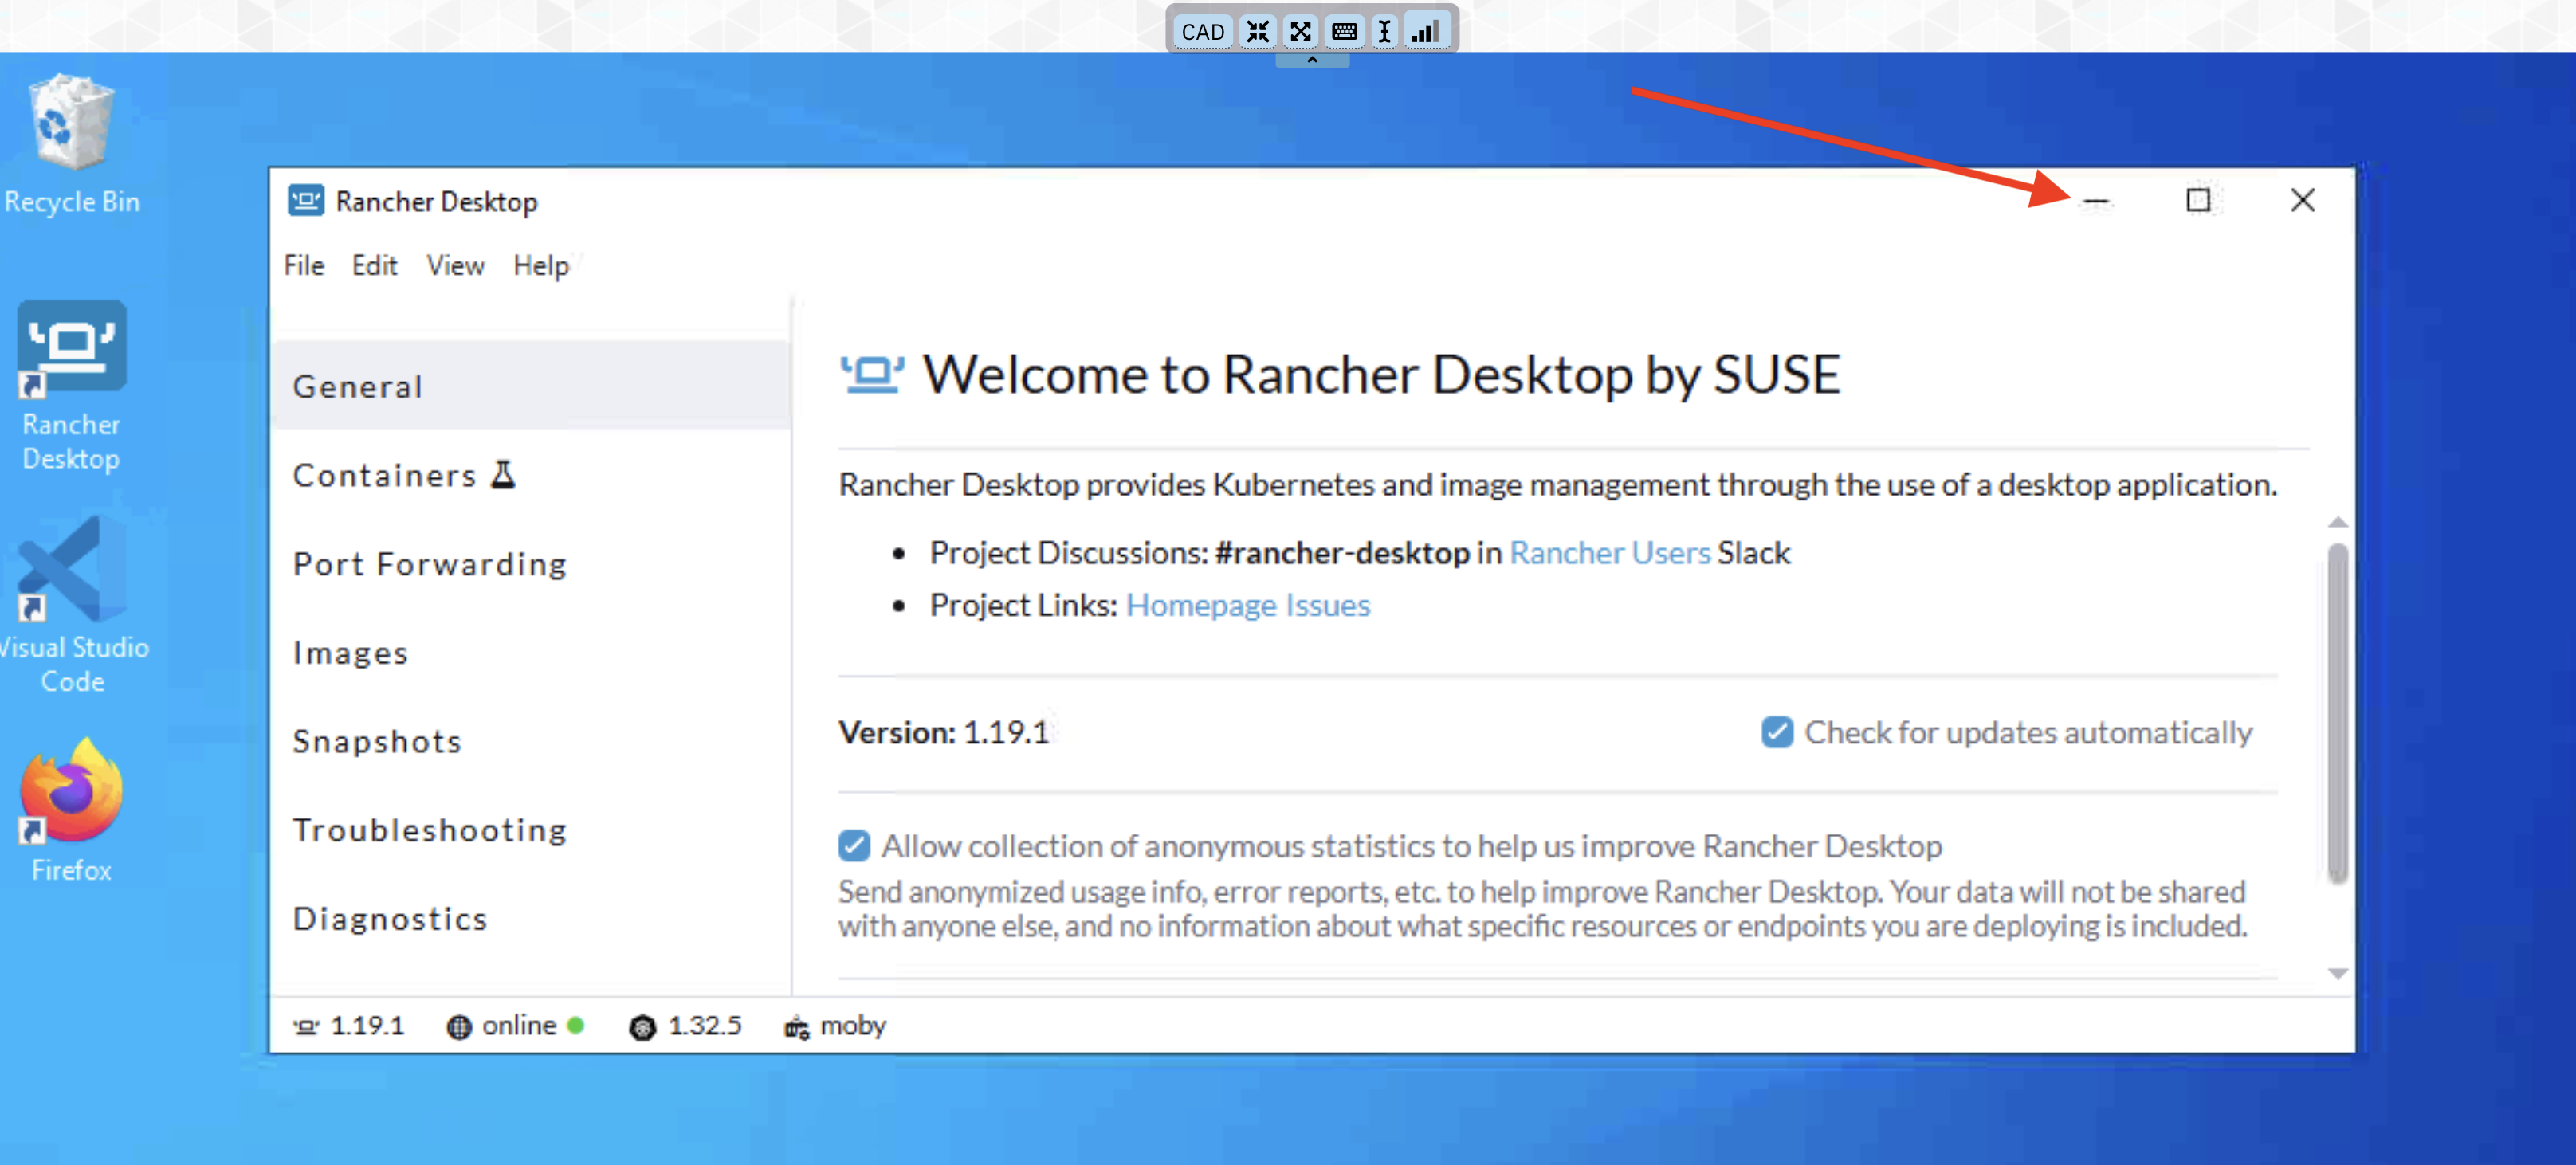 CAD
Recycle Bin
Rancher
Desktop
Visual Studio
Code
Firefox
Rancher Desktop
File Edit View Help
General
Containers
Port Forwarding
Images
Snapshots
Troubleshooting
Diagnostics
Welcome to Rancher Desktop by SUSE
Rancher Desktop provides Kubernetes and image management through the use of a desktop application.
• Project Discussions: #rancher-desktop in Rancher Users Slack
• Project Links: Homepage Issues
Version: 1.19.1
Check for updates automatically
Allow collection of anonymous statistics to help us improve Rancher Desktop
Send anonymized usage info, error reports, etc. to help improve Rancher Desktop. Your data will not be shared
with anyone else, and no information about what specific resources or endpoints you are deploying is included.
1.19.1 online 1.32.5 moby